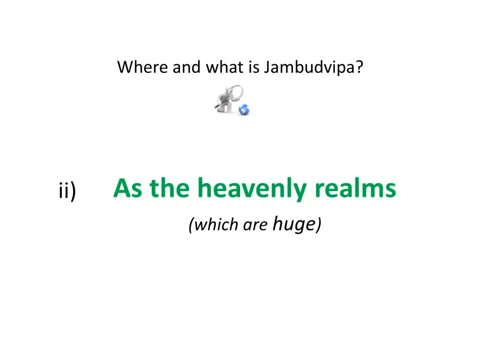 Where and what is Jambudvipa?
ii) As the heavenly realms
(which are huge)